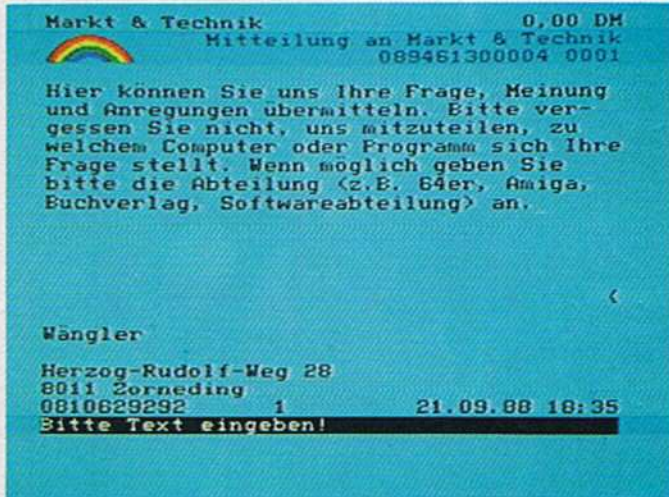 Markt & Technik 0,00 DM
Mitteilung an Markt & Technik
089461300004 0001
Hier können Sie uns Ihre Frage, Meinung
und Anregungen übermitteln. Bitte ver-
gessen Sie nicht, uns mitzuteilen, zu
welchem Computer oder Programm sich Ihre
Frage stellt. Wenn möglich geben Sie
bitte die Abteilung (z.B. 64er, Amiga,
Buchverlag, Softwareabteilung) an.
(
Wängler
Herzog-Rudolf-Weg 28
8011 Zorneding
0810629292 1 21.09.88 18:35
Bitte Text eingeben!